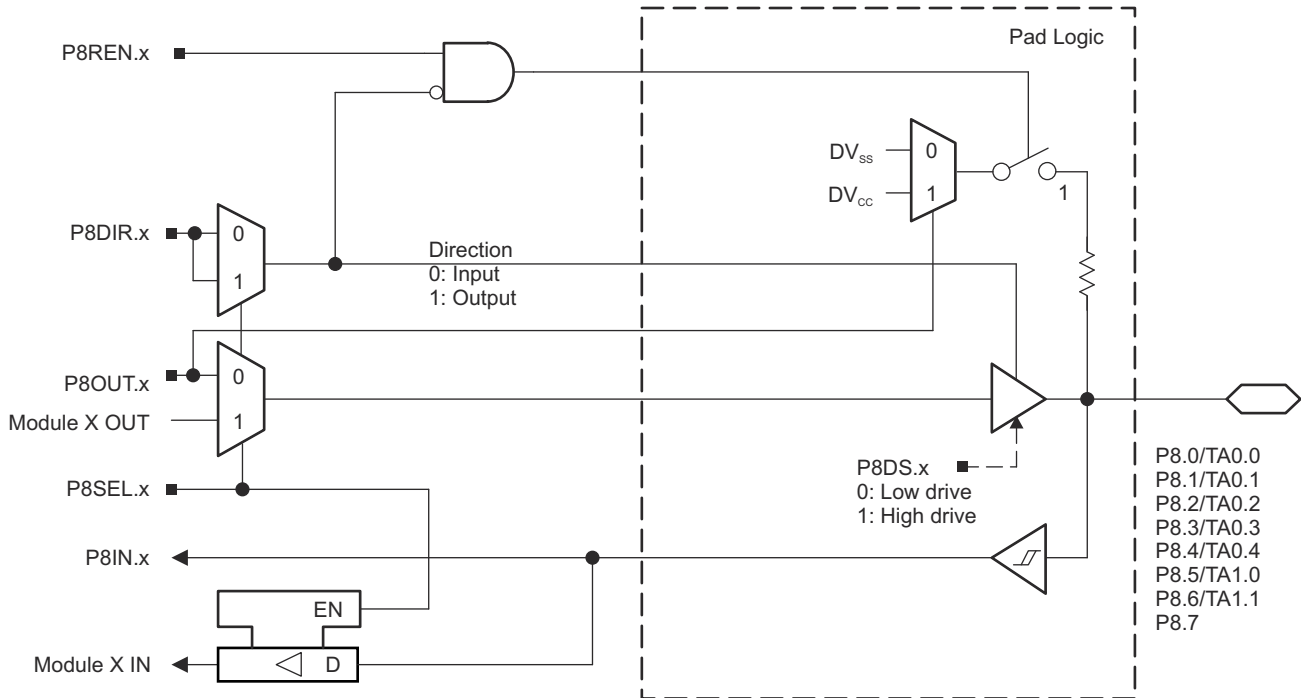 Pad Logic
P8REN.x
DVss
0
DVcc
1
1
P8DIR.x
0
1
Direction
0: Input
1: Output
P8OUT.x
0
Module X OUT
1
P8DS.x
0: Low drive
1: High drive
P8SEL.x
P8IN.x
EN
Module X IN
D
P8.0/TA0.0
P8.1/TA0.1
P8.2/TA0.2
P8.3/TA0.3
P8.4/TA0.4
P8.5/TA1.0
P8.6/TA1.1
P8.7